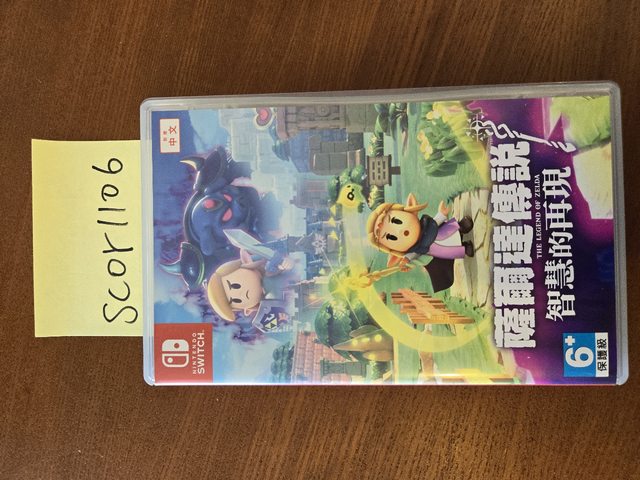 scor1106
NINTENDO
SWITCH
中文
薩爾達傳說
THE LEGEND OF ZELDA
智慧的再現
6+
保護級